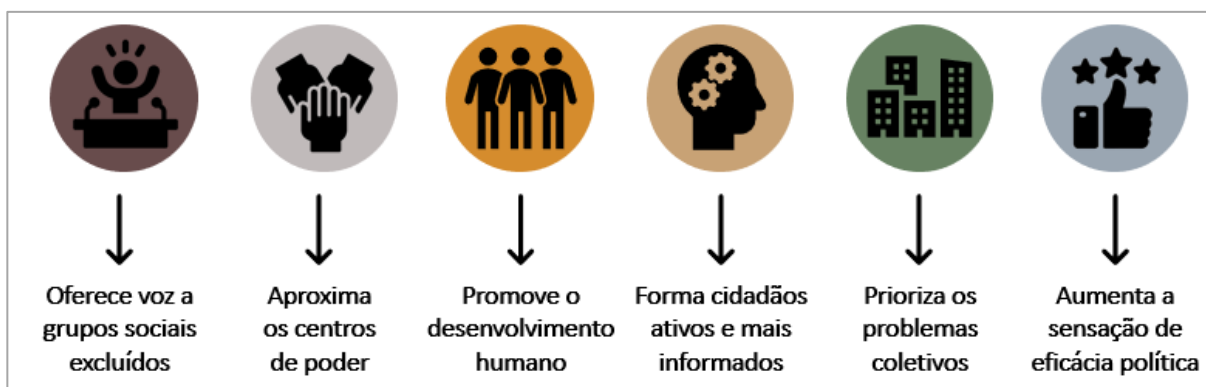 Oferece voz a
grupos sociais
excluídos
Aproxima
os centros
de poder
Promove o
desenvolvimento
humano
Forma cidadãos
ativos e mais
informados
Prioriza os
problemas
coletivos
Aumenta a
sensação de
eficácia política